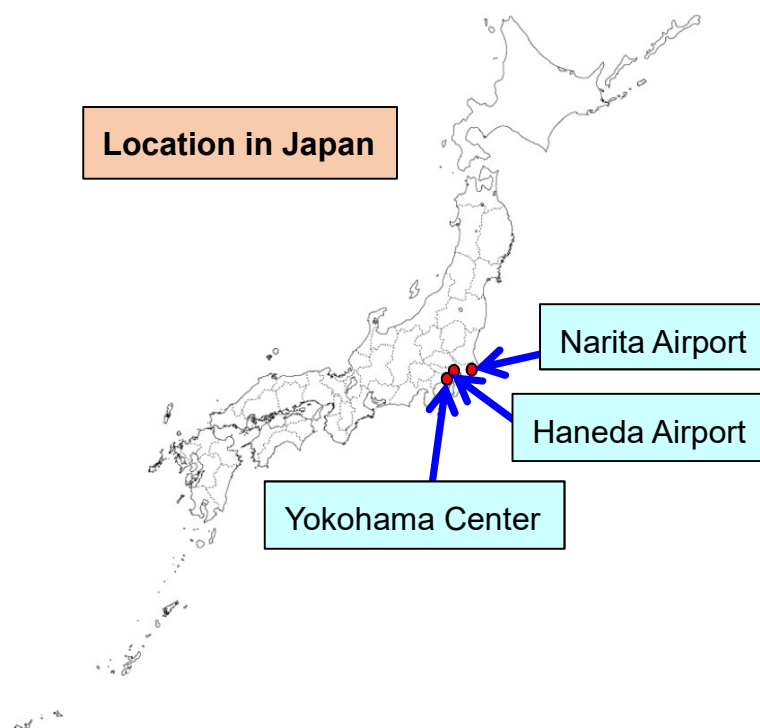 Location in Japan
Narita Airport
Haneda Airport
Yokohama Center